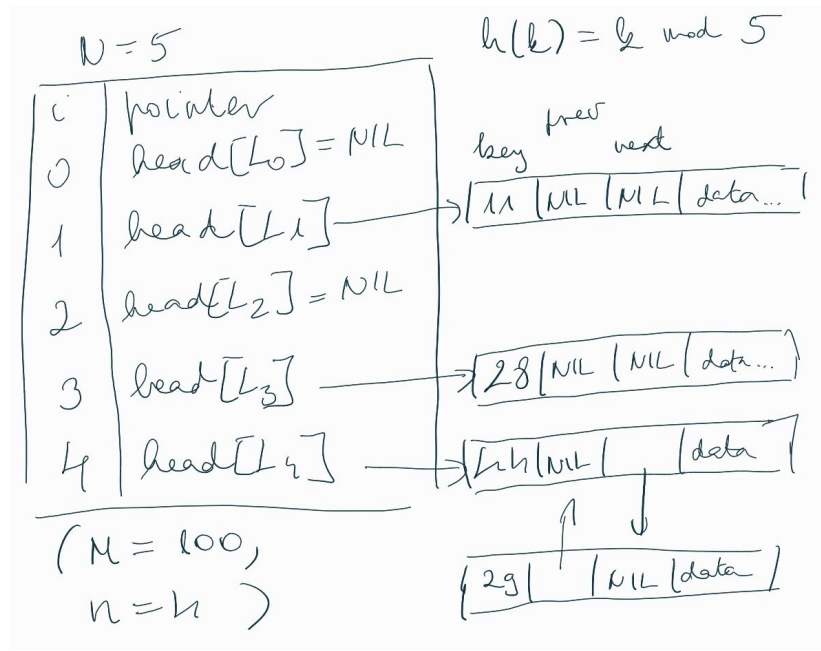 N = 5
h(k) = k mod 5
i pointer
0 head[L0] = NIL
1 head[L1]
2 head[L2] = NIL
3 head[L3]
4 head[L4]
(M = 100,
n = 4 )
key prev next
11 | NIL | NIL | data...
28 | NIL | NIL | data...
44 | NIL | | data
29 | | NIL | data